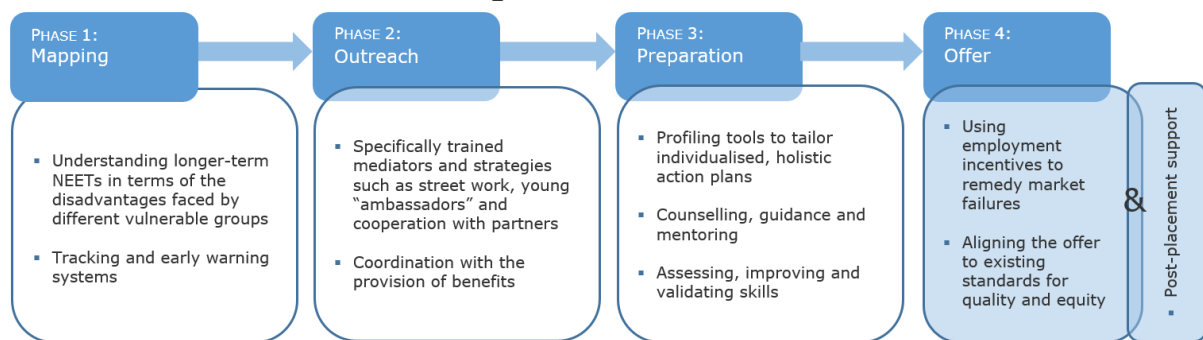 PHASE 1:
Mapping
▪ Understanding longer-term
NEETs in terms of the
disadvantages faced by
different vulnerable groups
▪ Tracking and early warning
systems
PHASE 2:
Outreach
▪ Specifically trained
mediators and strategies
such as street work, young
“ambassadors” and
cooperation with partners
▪ Coordination with the
provision of benefits
PHASE 3:
Preparation
▪ Profiling tools to tailor
individualised, holistic
action plans
▪ Counselling, guidance and
mentoring
▪ Assessing, improving and
validating skills
PHASE 4:
Offer
▪ Using
employment
incentives to
remedy market
failures
▪ Aligning the offer
to existing
standards for
quality and equity
&
▪ Post-placement support